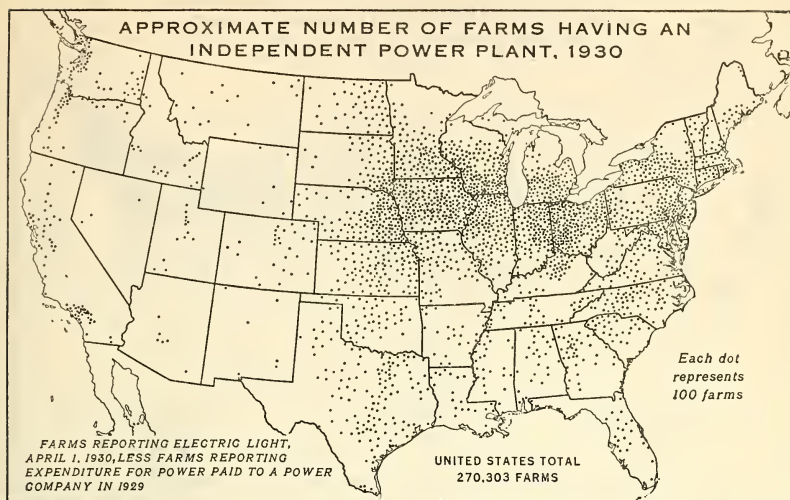 APPROXIMATE NUMBER OF FARMS HAVING AN
INDEPENDENT POWER PLANT, 1930
Each dot
represents
100 farms
FARMS REPORTING ELECTRIC LIGHT,
APRIL 1, 1930, LESS FARMS REPORTING
EXPENDITURE FOR POWER PAID TO A POWER
COMPANY IN 1929
UNITED STATES TOTAL
270,303 FARMS